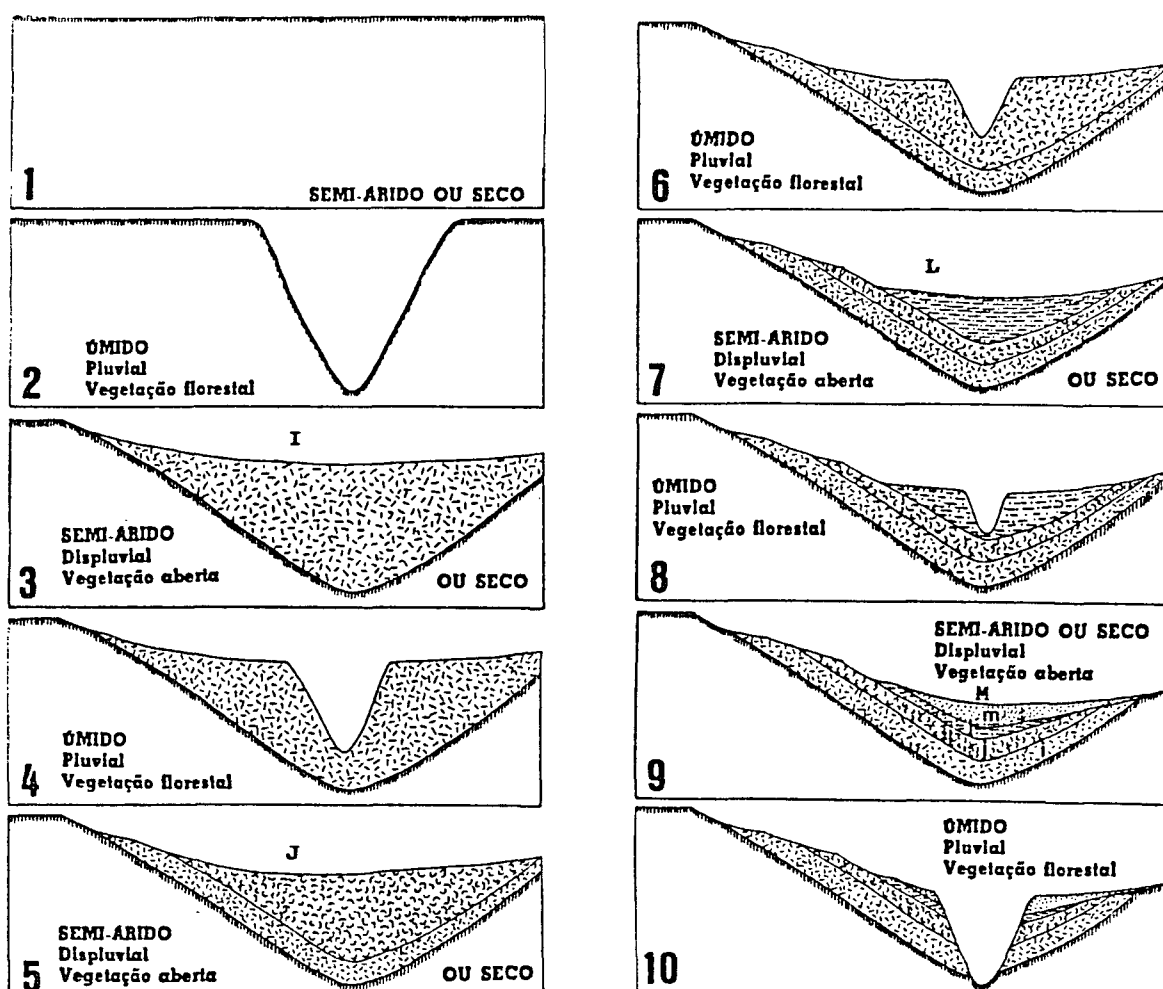 1
SEMI-ÁRIDO OU SECO
ÚMIDO
Pluvial
Vegetação florestal
2
I
SEMI-ÁRIDO
Displuvial
Vegetação aberta
OU SECO
3
ÚMIDO
Pluvial
Vegetação florestal
4
J
SEMI-ÁRIDO
Displuvial
Vegetação aberta
OU SECO
5
ÚMIDO
Pluvial
Vegetação florestal
6
L
SEMI-ÁRIDO
Displuvial
Vegetação aberta
OU SECO
7
ÚMIDO
Pluvial
Vegetação florestal
8
SEMI-ÁRIDO OU SECO
Displuvial
Vegetação aberta
M
m
9
ÚMIDO
Pluvial
Vegetação florestal
10